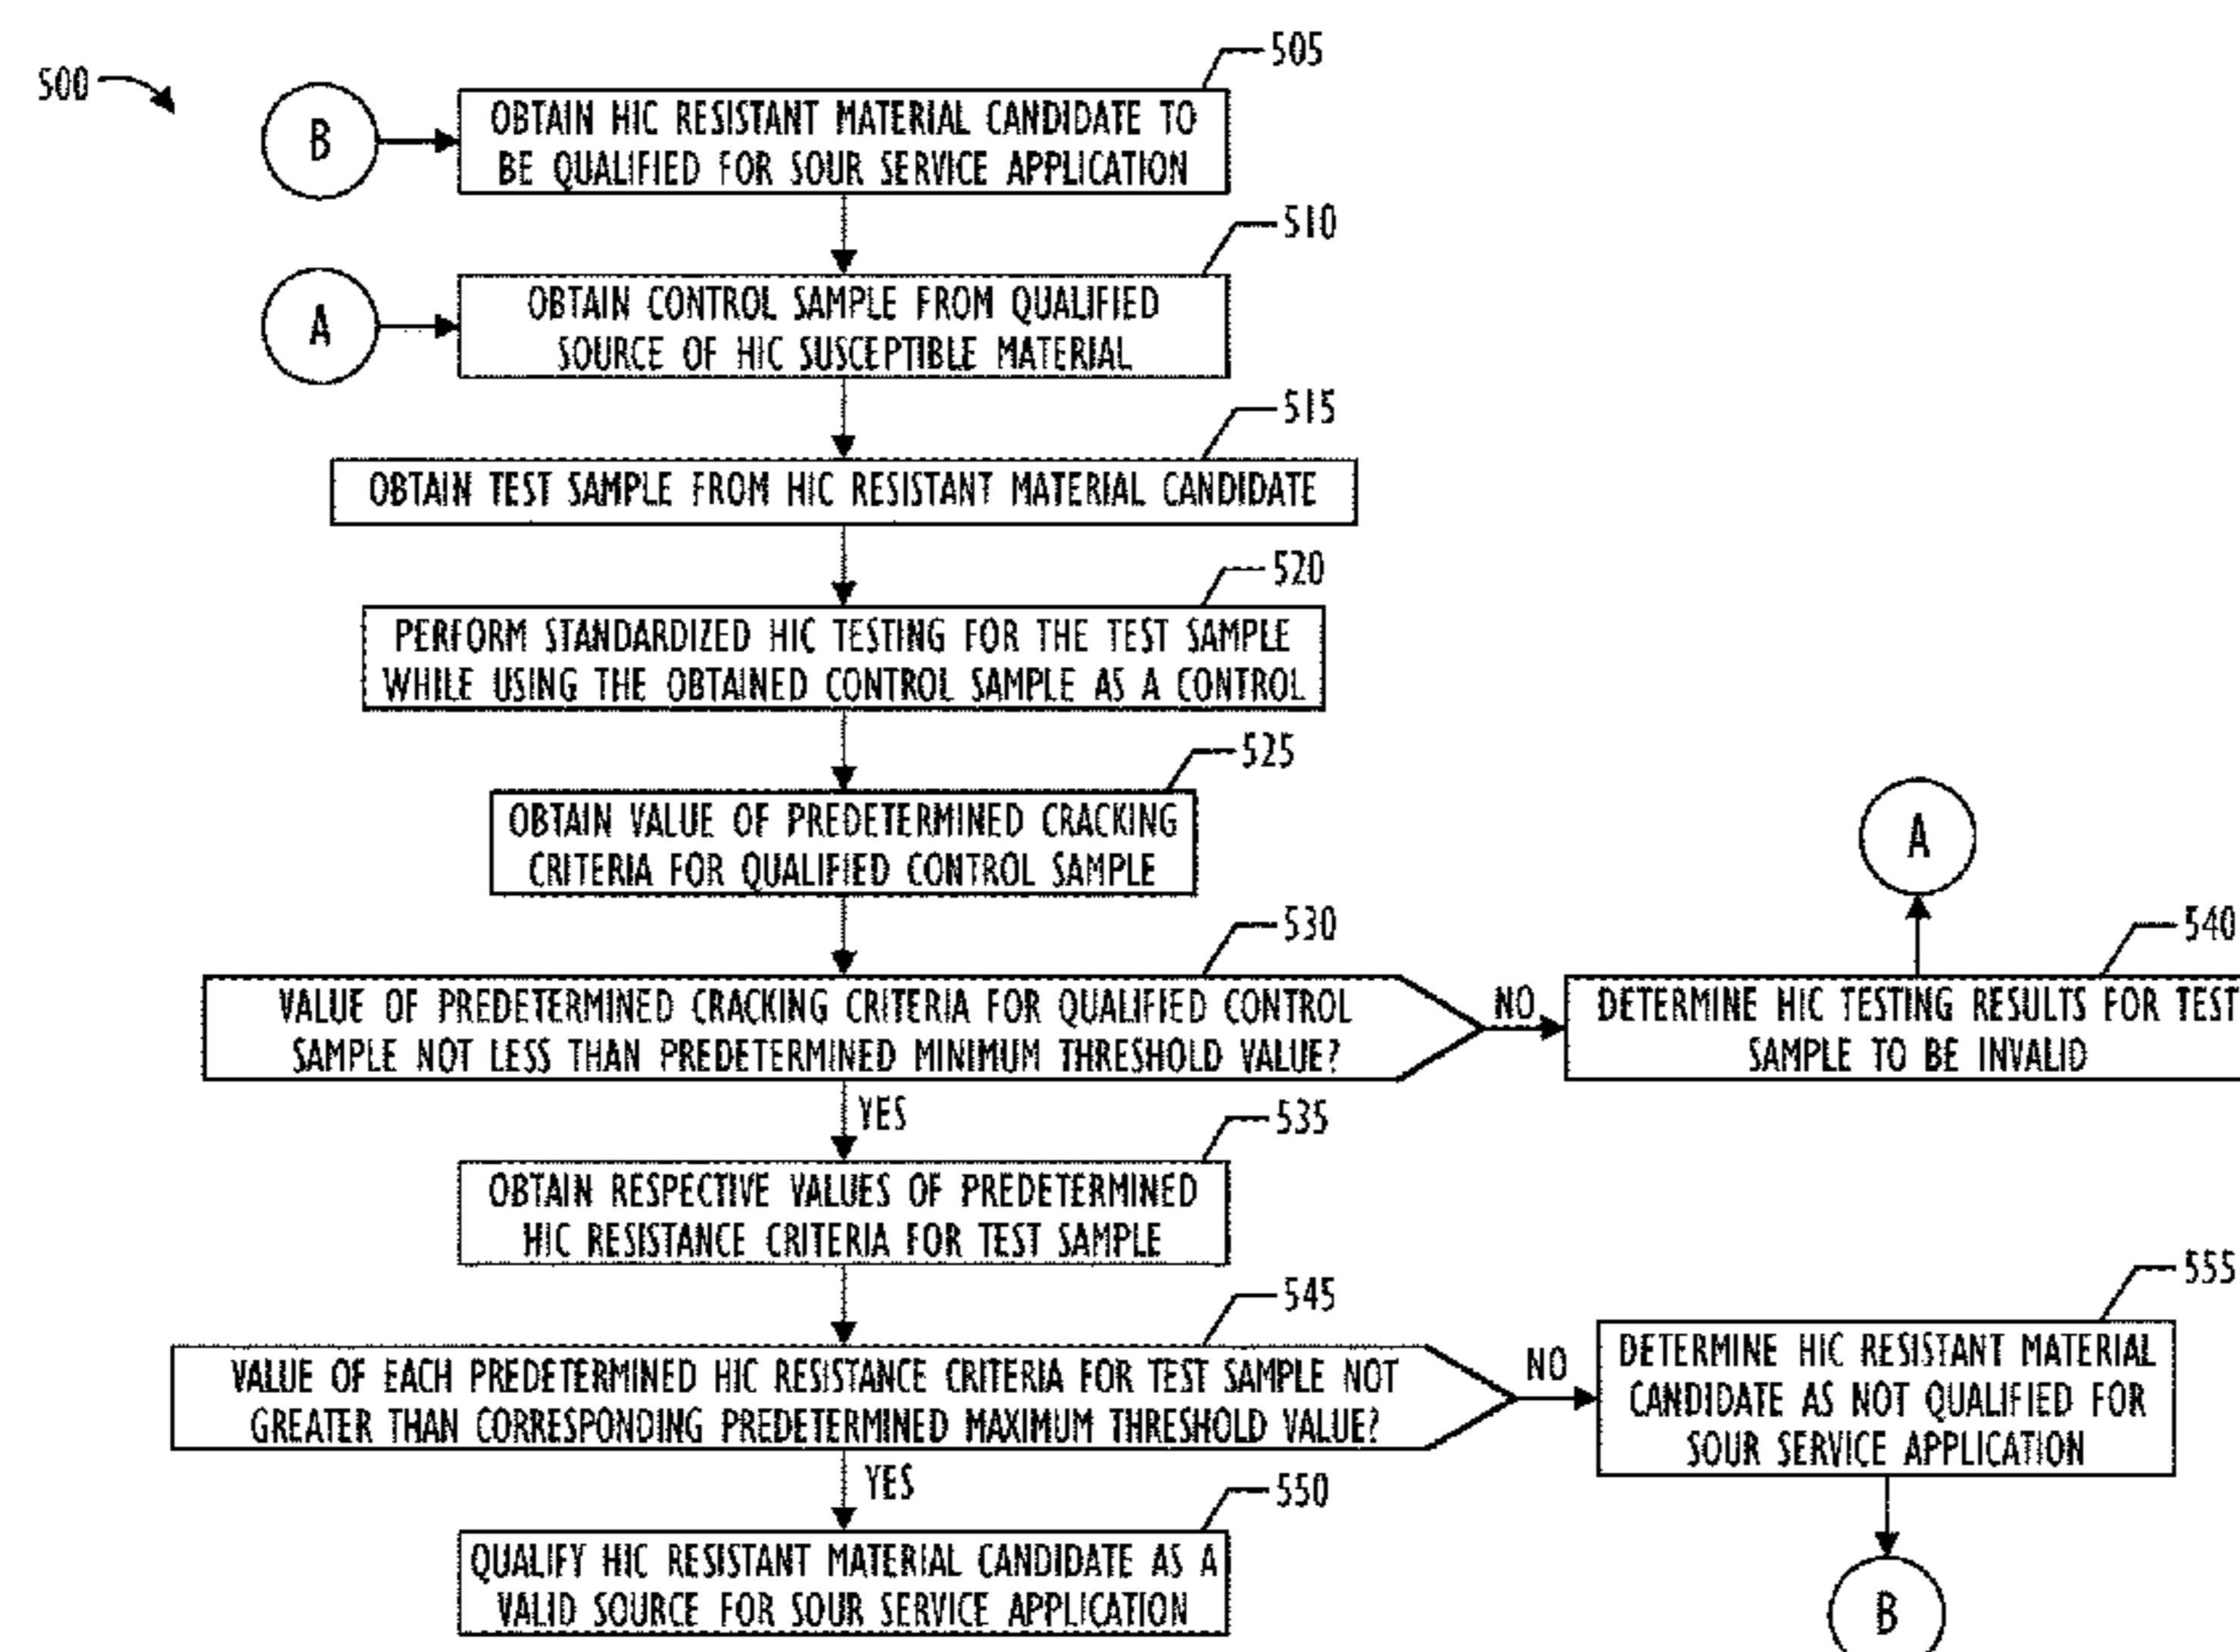 500
505
B
OBTAIN HIC RESISTANT MATERIAL CANDIDATE TO
BE QUALIFIED FOR SOUR SERVICE APPLICATION
510
A
OBTAIN CONTROL SAMPLE FROM QUALIFIED
SOURCE OF HIC SUSCEPTIBLE MATERIAL
515
OBTAIN TEST SAMPLE FROM HIC RESISTANT MATERIAL CANDIDATE
520
PERFORM STANDARDIZED HIC TESTING FOR THE TEST SAMPLE
WHILE USING THE OBTAINED CONTROL SAMPLE AS A CONTROL
525
OBTAIN VALUE OF PREDETERMINED CRACKING
CRITERIA FOR QUALIFIED CONTROL SAMPLE
530
VALUE OF PREDETERMINED CRACKING CRITERIA FOR QUALIFIED CONTROL
SAMPLE NOT LESS THAN PREDETERMINED MINIMUM THRESHOLD VALUE?
NO
A
540
DETERMINE HIC TESTING RESULTS FOR TEST
SAMPLE TO BE INVALID
YES
535
OBTAIN RESPECTIVE VALUES OF PREDETERMINED
HIC RESISTANCE CRITERIA FOR TEST SAMPLE
545
VALUE OF EACH PREDETERMINED HIC RESISTANCE CRITERIA FOR TEST SAMPLE NOT
GREATER THAN CORRESPONDING PREDETERMINED MAXIMUM THRESHOLD VALUE?
NO
555
DETERMINE HIC RESISTANT MATERIAL
CANDIDATE AS NOT QUALIFIED FOR
SOUR SERVICE APPLICATION
B
YES
550
QUALIFY HIC RESISTANT MATERIAL CANDIDATE AS A
VALID SOURCE FOR SOUR SERVICE APPLICATION